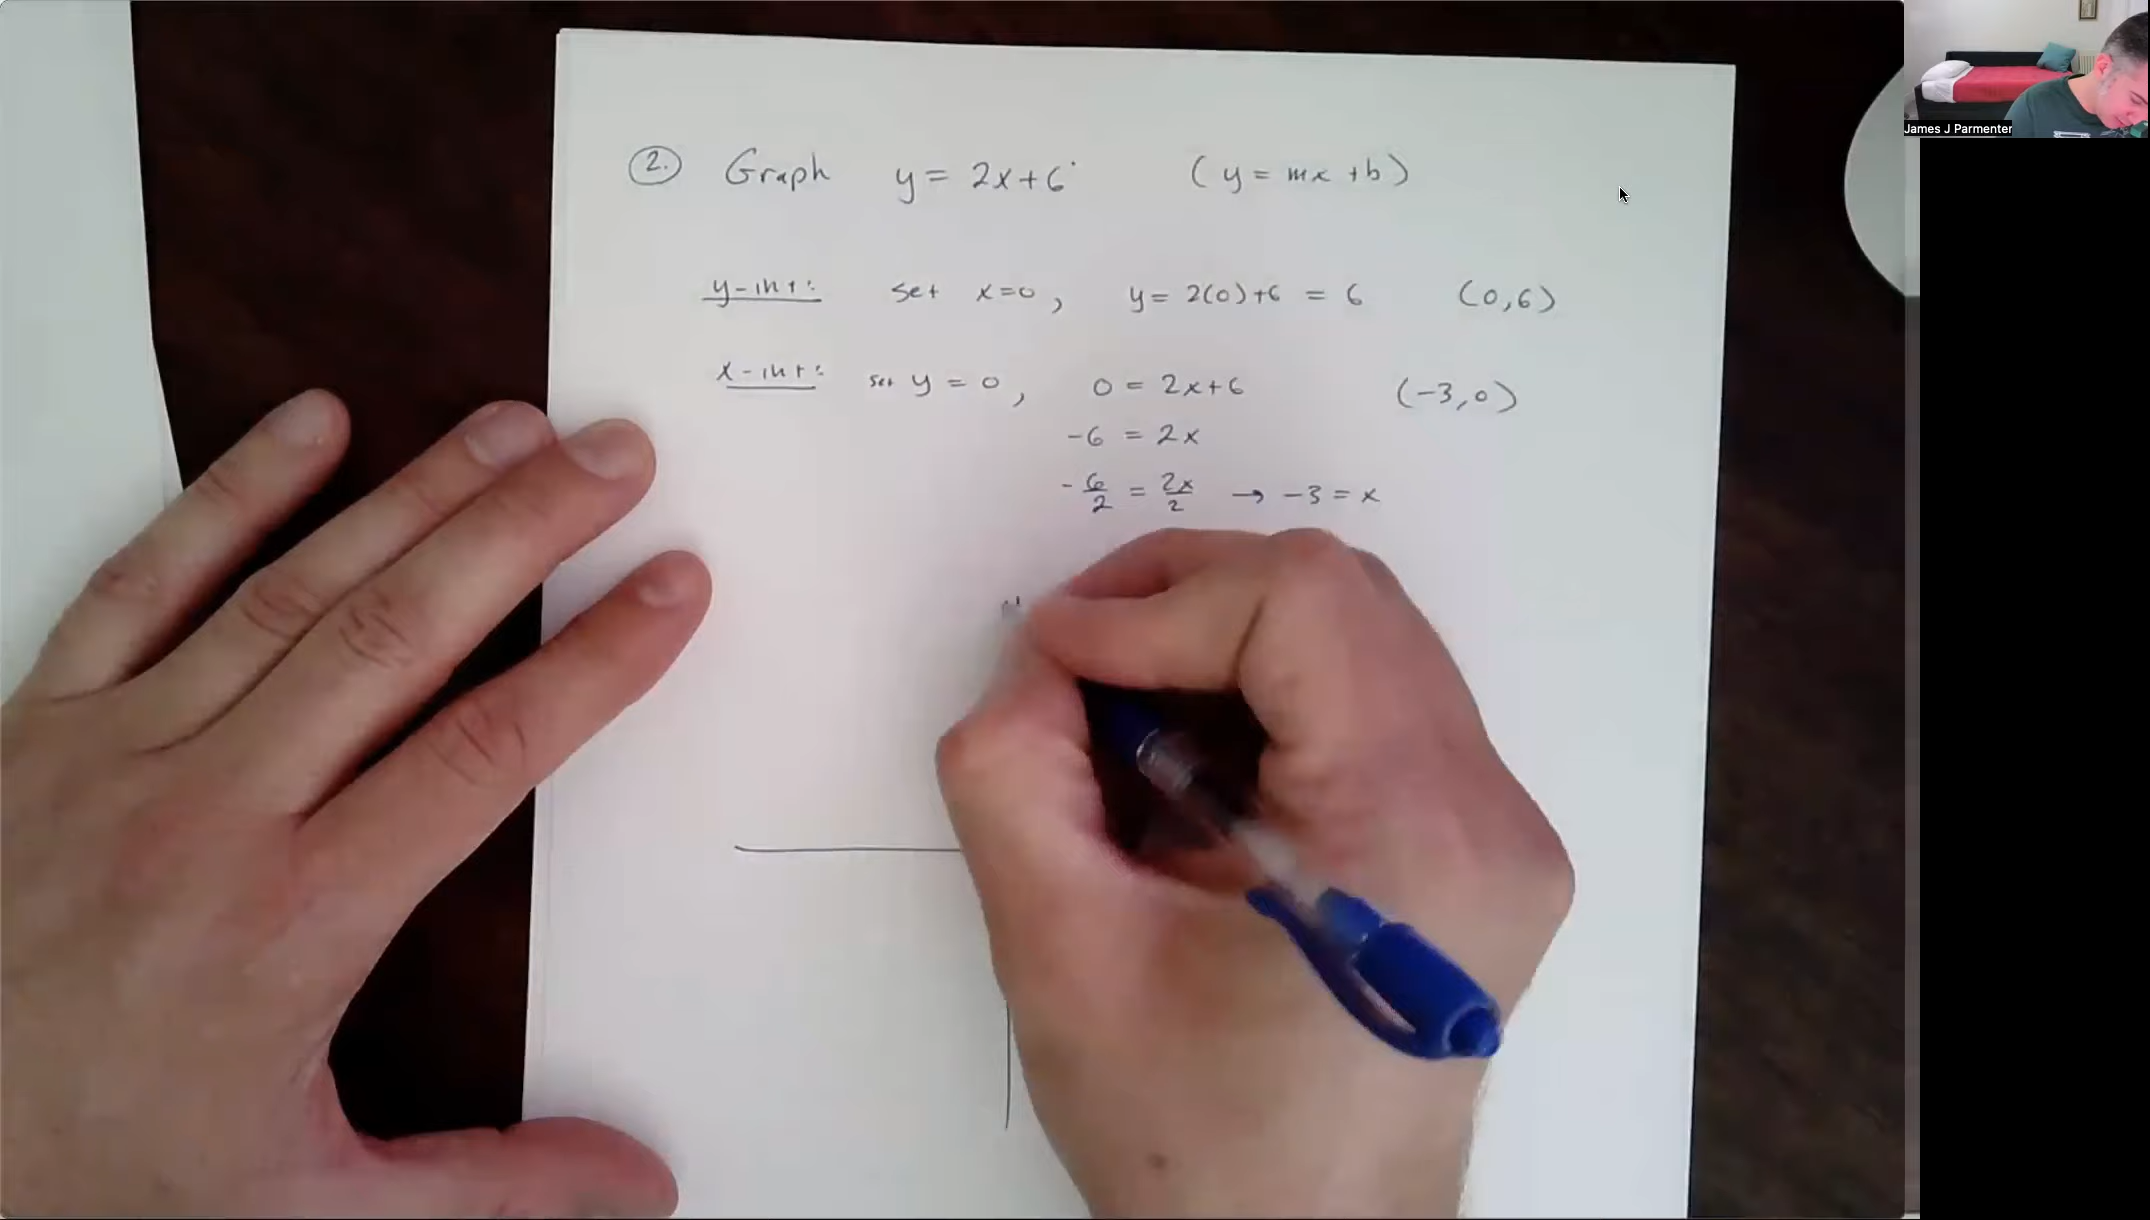 2. Graph y = 2x+6 (y = mx + b)
y-int: set x=0, y = 2(0)+6 = 6 (0,6)
x-int: set y = 0, 0 = 2x+6 (-3,0)
-6 = 2x
-6/2 = 2x/2 → -3 = x
James J Parmenter